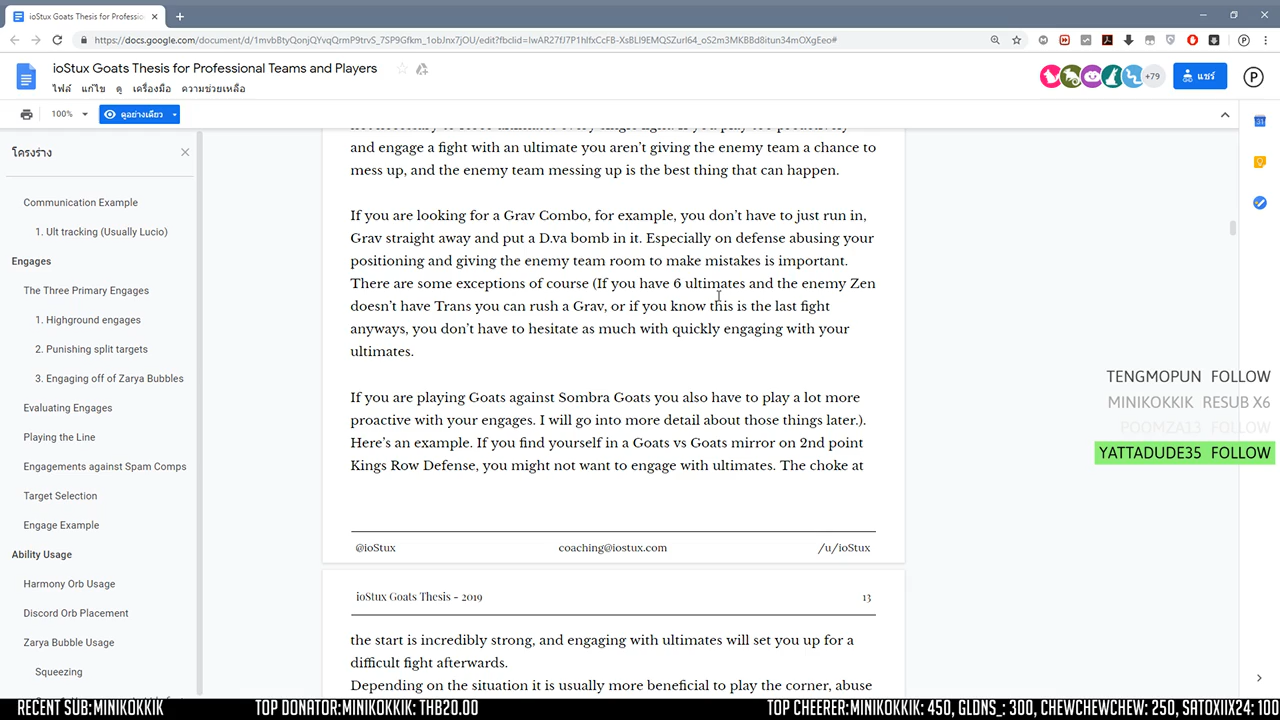 ioStux Goats Thesis for Professio
https://docs.google.com/document/d/1mvbBtyQonjQYvqQrmP9trvS_7SP9Gfkm_1obJnx7jOU/edit?fbclid=IwAR27fJ7P1hlfxCcFB-XsBLl9EMQSZurl64_oS2m3MKBBd8itun34mOXgEeo#
ioStux Goats Thesis for Professional Teams and Players
ไฟล์ แก้ไข ดู เครื่องมือ ความช่วยเหลือ
+79
แชร์
P
100%
ดูอย่างเดียว
โครงร่าง
Communication Example
1. Ult tracking (Usually Lucio)
Engages
The Three Primary Engages
1. Highground engages
2. Punishing split targets
3. Engaging off of Zarya Bubbles
Evaluating Engages
Playing the Line
Engagements against Spam Comps
Target Selection
Engage Example
Ability Usage
Harmony Orb Usage
Discord Orb Placement
Zarya Bubble Usage
Squeezing
and engage a fight with an ultimate you aren't giving the enemy team a chance to
mess up, and the enemy team messing up is the best thing that can happen.
If you are looking for a Grav Combo, for example, you don't have to just run in,
Grav straight away and put a D.va bomb in it. Especially on defense abusing your
positioning and giving the enemy team room to make mistakes is important.
There are some exceptions of course (If you have 6 ultimates and the enemy Zen
doesn't have Trans you can rush a Grav, or if you know this is the last fight
anyways, you don't have to hesitate as much with quickly engaging with your
ultimates.
If you are playing Goats against Sombra Goats you also have to play a lot more
proactive with your engages. I will go into more detail about those things later.).
Here's an example. If you find yourself in a Goats vs Goats mirror on 2nd point
Kings Row Defense, you might not want to engage with ultimates. The choke at
@ioStux coaching@iostux.com /u/ioStux
ioStux Goats Thesis - 2019 13
the start is incredibly strong, and engaging with ultimates will set you up for a
difficult fight afterwards.
Depending on the situation it is usually more beneficial to play the corner, abuse
TENGMOPUN FOLLOW
MINIKOKKIK RESUB X6
POOMZA13 FOLLOW
YATTADUDE35 FOLLOW
RECENT SUB:MINIKOKKIK TOP DONATOR:MINIKOKKIK: THB20.00 TOP CHEERER:MINIKOKKIK: 450, GLDNS_: 300, CHEWCHEWCHEW: 250, SATOXIIX24: 100